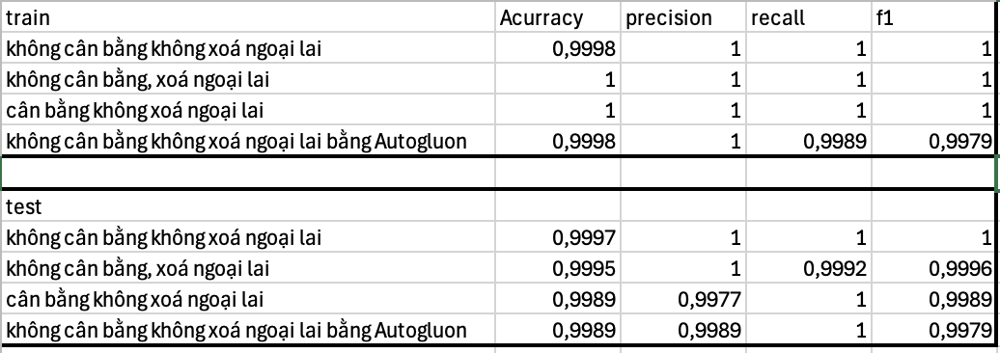 train Acurracy precision recall f1
không cân bằng không xoá ngoại lai 0,9998 1 1 1
không cân bằng, xoá ngoại lai 1 1 1 1
cân bằng không xoá ngoại lai 1 1 1 1
không cân bằng không xoá ngoại lai bằng Autogluon 0,9998 1 0,9989 0,9979
test
không cân bằng không xoá ngoại lai 0,9997 1 1 1
không cân bằng, xoá ngoại lai 0,9995 1 0,9992 0,9996
cân bằng không xoá ngoại lai 0,9989 0,9977 1 0,9989
không cân bằng không xoá ngoại lai bằng Autogluon 0,9989 0,9989 1 0,9979